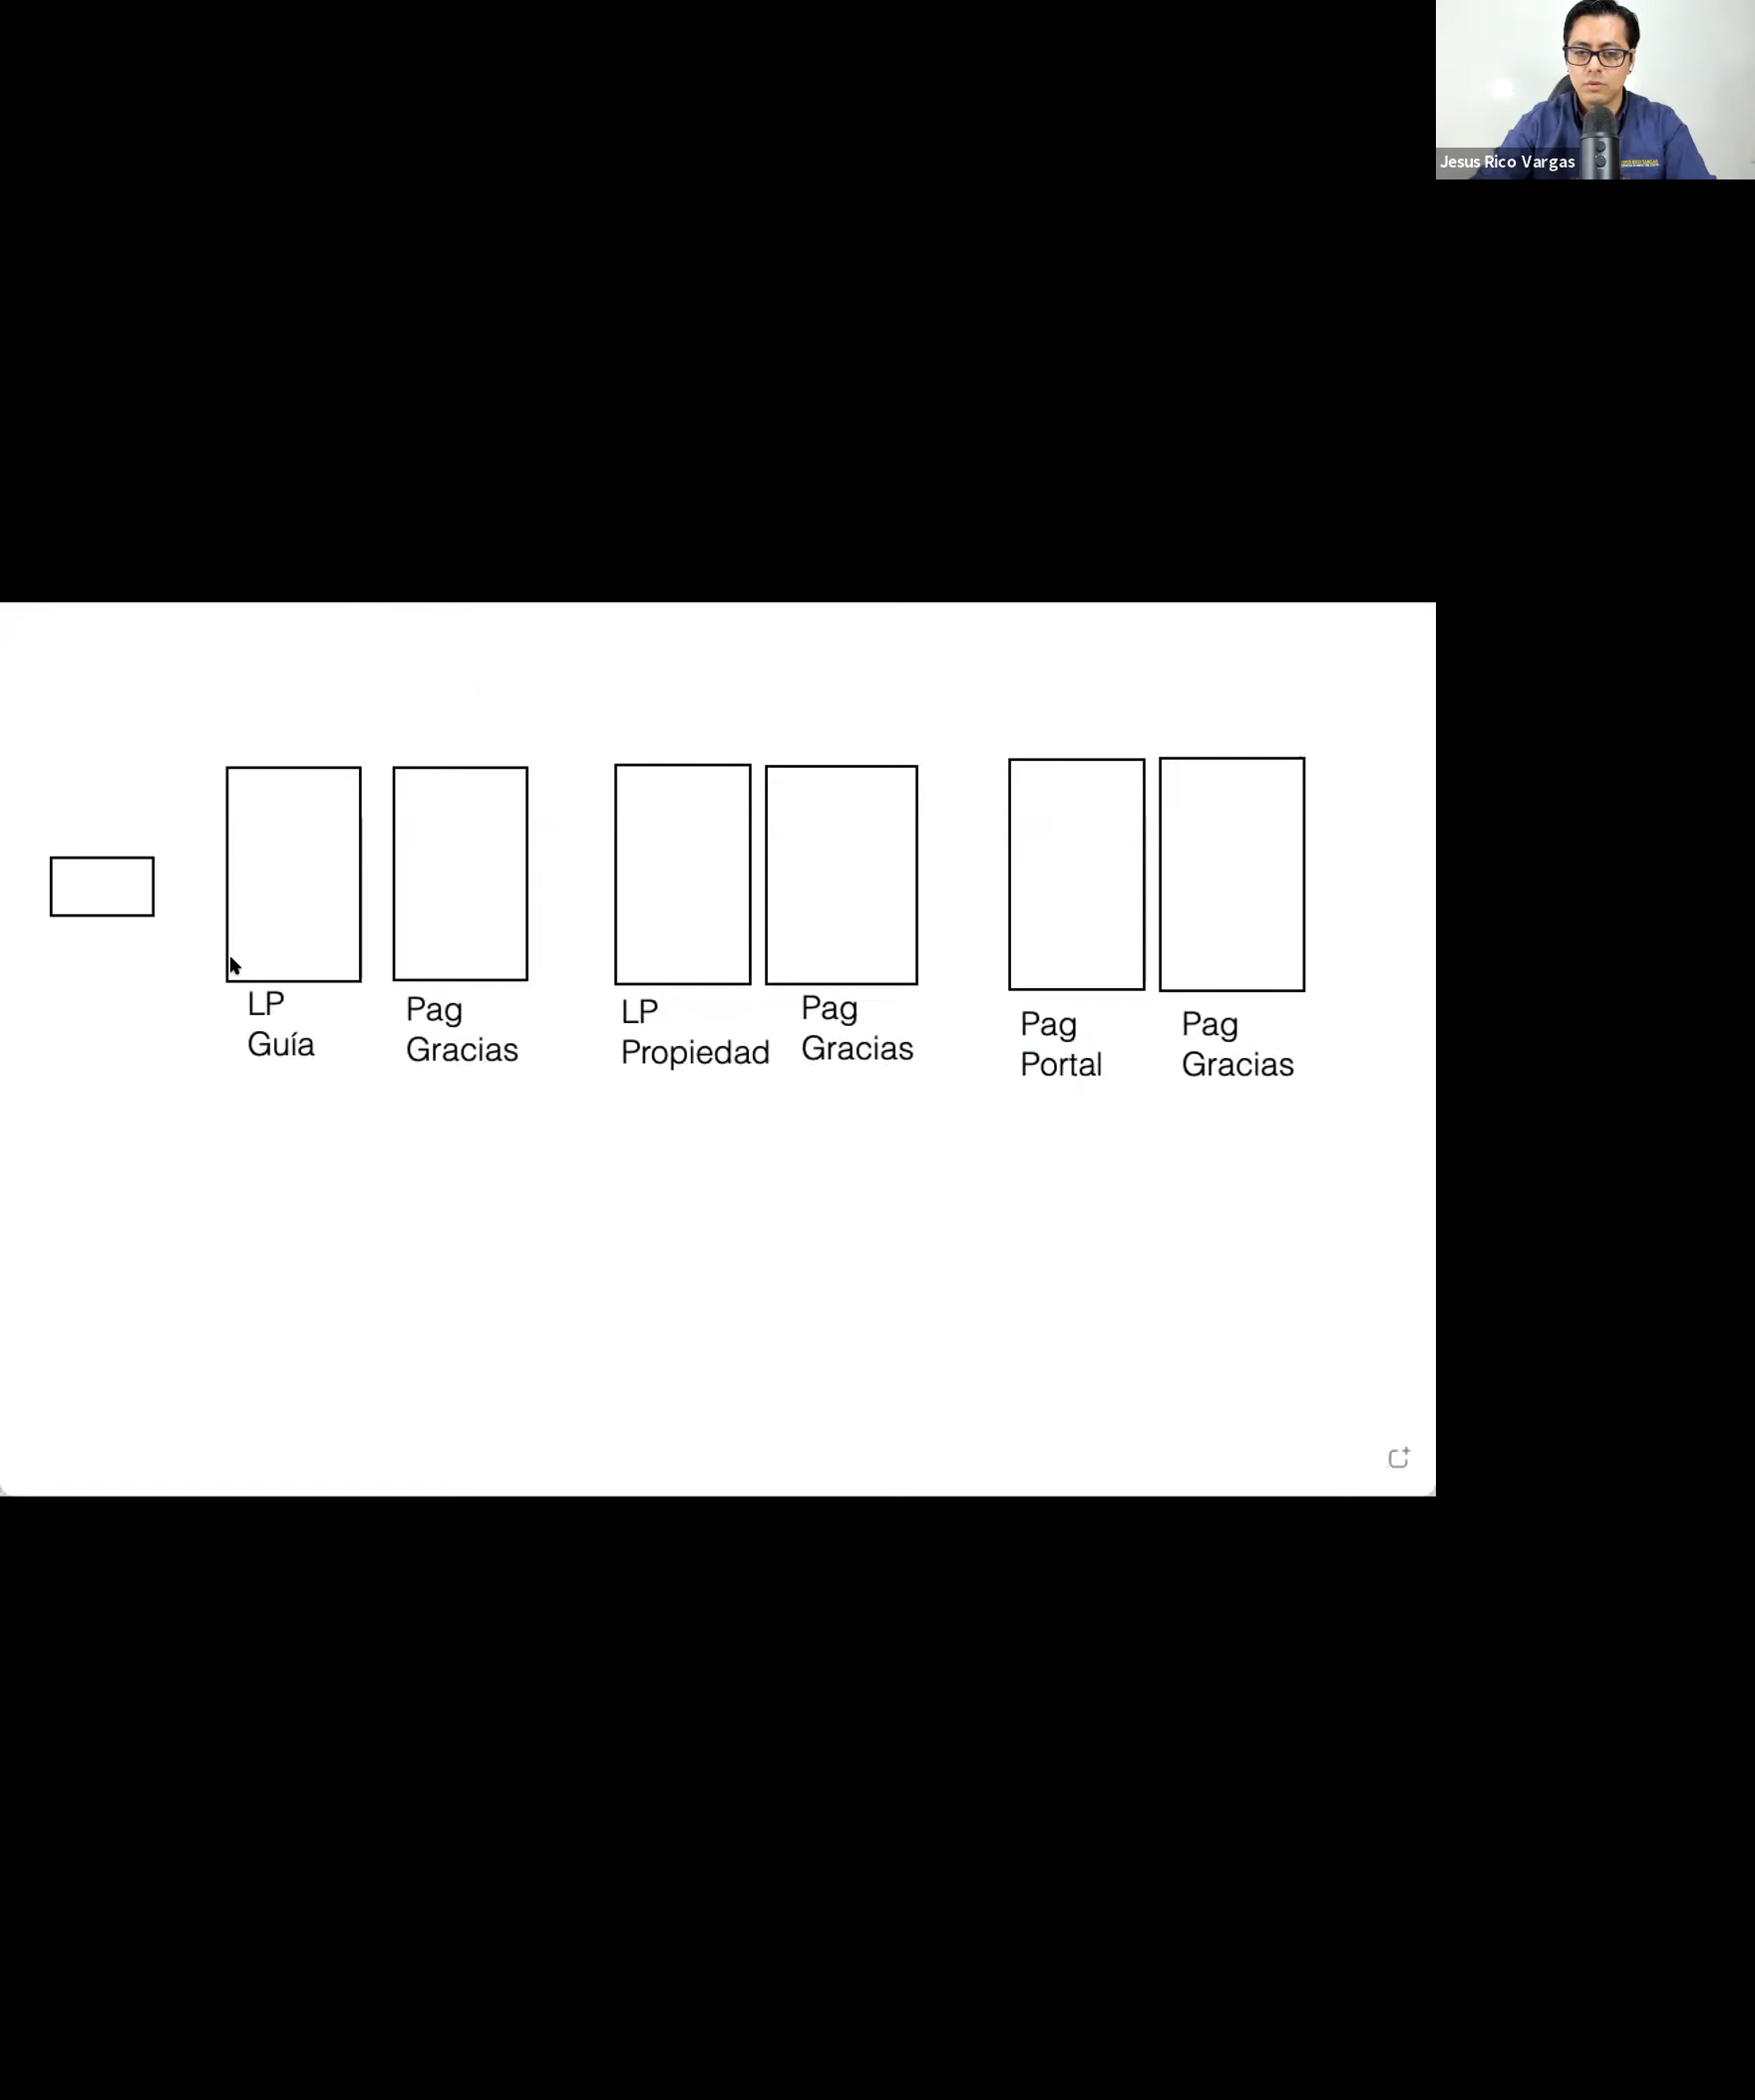 Jesus Rico Vargas
LP
Guía
Pag
Gracias
LP
Propiedad
Pag
Gracias
Pag
Portal
Pag
Gracias